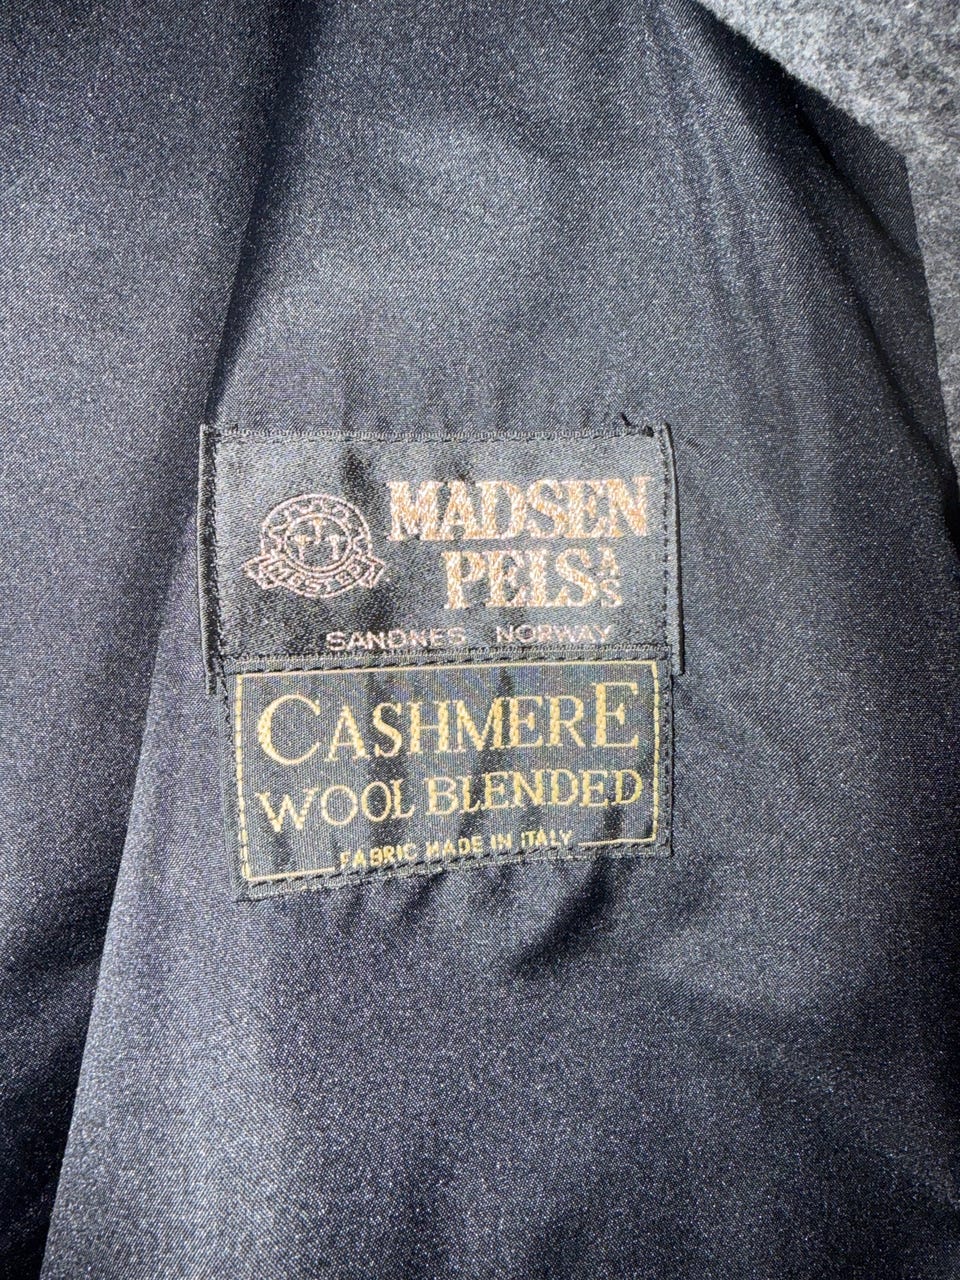 MADSEN
PELS A/S
SANDNES NORWAY
CASHMERE
WOOL BLENDED
FABRIC MADE IN ITALY